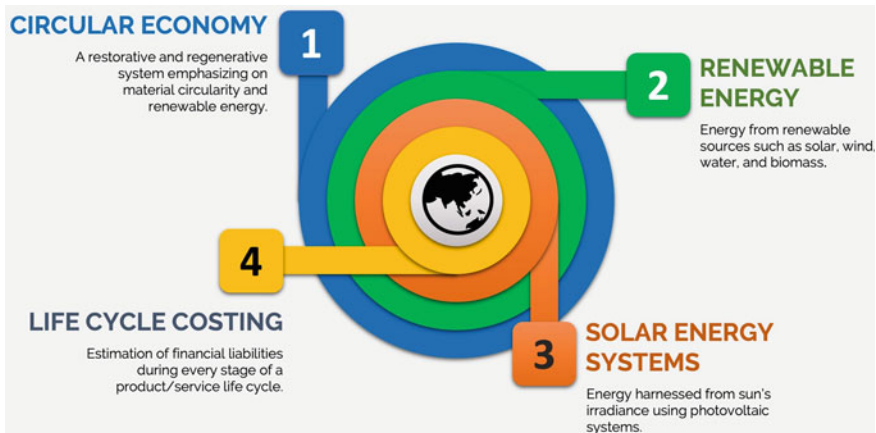 CIRCULAR ECONOMY
A restorative and regenerative
system emphasizing on
material circularity and
renewable energy.
1
2
RENEWABLE
ENERGY
Energy from renewable
sources such as solar, wind,
water, and biomass.
4
LIFE CYCLE COSTING
Estimation of financial liabilities
during every stage of a
product/service life cycle.
3
SOLAR ENERGY
SYSTEMS
Energy harnessed from sun's
irradiance using photovoltaic
systems.